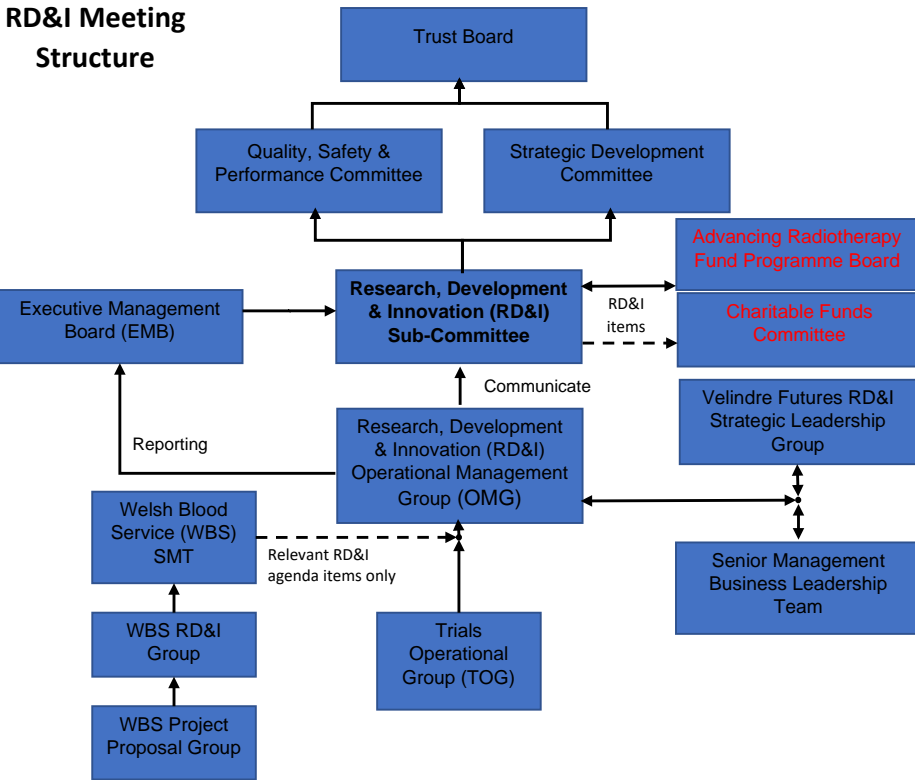 RD&I Meeting
Structure
Trust Board
Quality, Safety &
Performance Committee
Strategic Development
Committee
Advancing Radiotherapy
Fund Programme Board
Executive Management
Board (EMB)
Research, Development
& Innovation (RD&I)
Sub-Committee
RD&I
items
Charitable Funds
Committee
Communicate
Velindre Futures RD&I
Strategic Leadership
Group
Reporting
Research, Development
& Innovation (RD&I)
Operational Management
Group (OMG)
Welsh Blood
Service (WBS)
SMT
Relevant RD&I
agenda items only
Senior Management
Business Leadership
Team
WBS RD&I
Group
Trials
Operational
Group (TOG)
WBS Project
Proposal Group